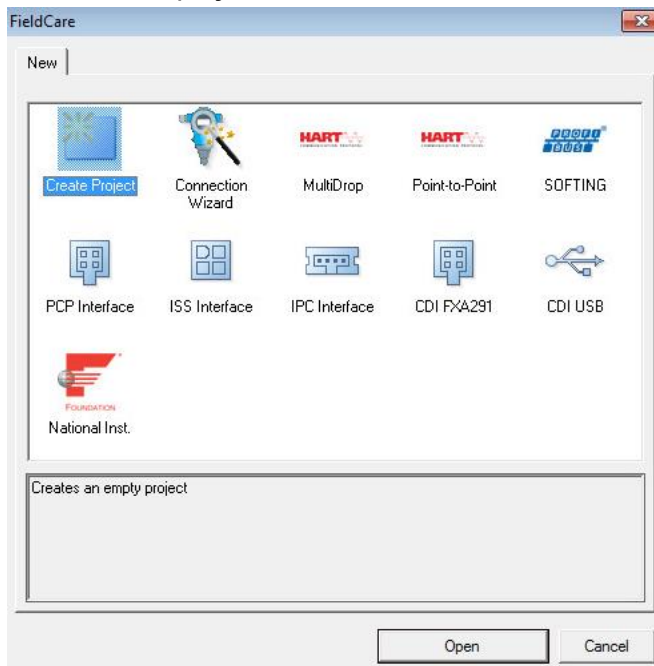 FieldCare
New
HART
HART
PROFI
BUS
Create Project
Connection
Wizard
MultiDrop
Point-to-Point
SOFTING
PCP Interface
ISS Interface
IPC Interface
CDI FXA291
CDI USB
FOUNDATION
National Inst.
Creates an empty project
Open
Cancel